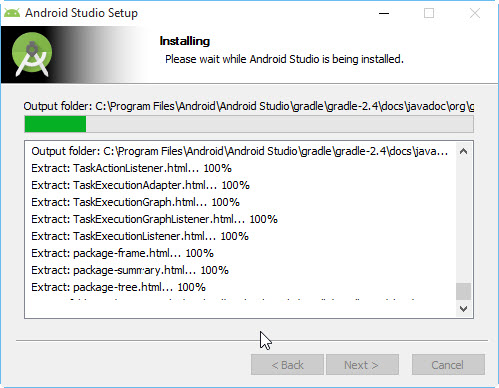 Android Studio Setup
Installing
Please wait while Android Studio is being installed.
Output folder: C:\Program Files\Android\Android Studio\gradle\gradle-2.4\docs\javadoc\org\g
Output folder: C:\Program Files\Android\Android Studio\gradle\gradle-2.4\docs\java...
Extract: TaskActionListener.html... 100%
Extract: TaskExecutionAdapter.html... 100%
Extract: TaskExecutionGraph.html... 100%
Extract: TaskExecutionGraphListener.html... 100%
Extract: TaskExecutionListener.html... 100%
Extract: package-frame.html... 100%
Extract: package-summary.html... 100%
Extract: package-tree.html... 100%
< Back
Next >
Cancel